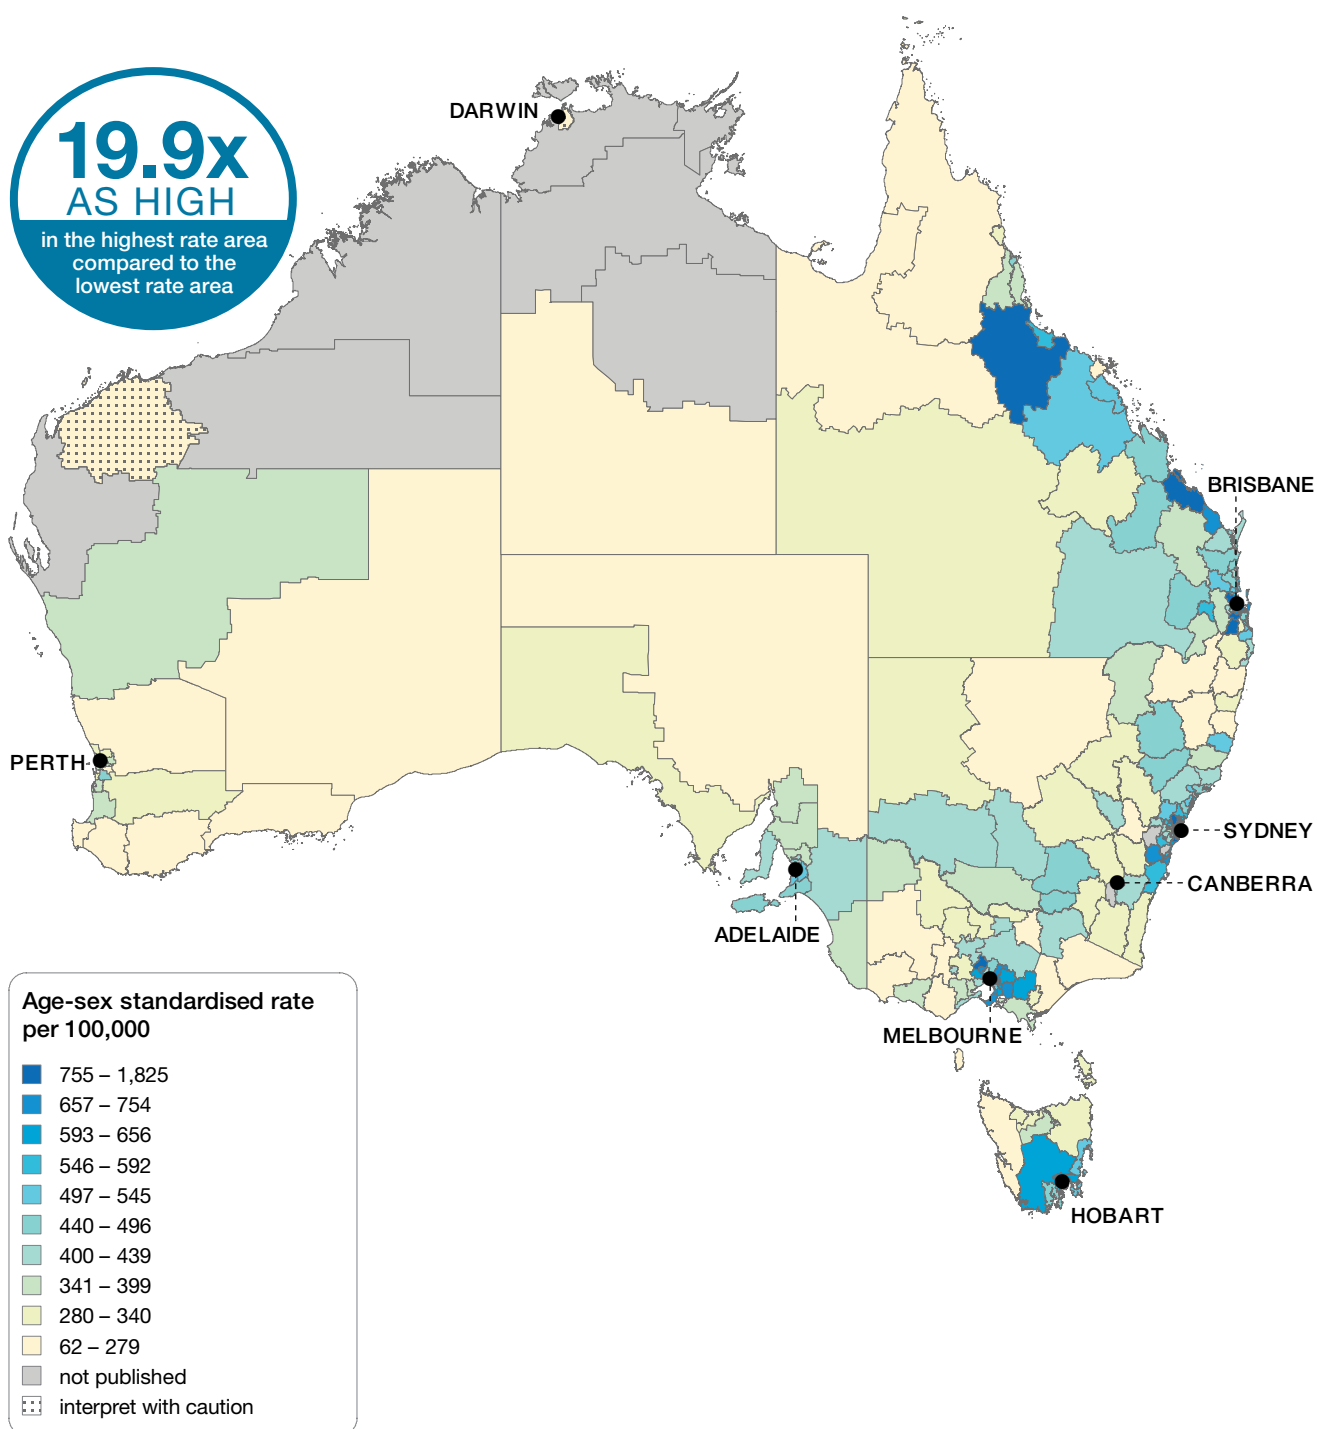 19.9x
AS HIGH
in the highest rate area
compared to the
lowest rate area
DARWIN
BRISBANE
PERTH
SYDNEY
CANBERRA
ADELAIDE
MELBOURNE
HOBART
Age-sex standardised rate
per 100,000
755 – 1,825
657 – 754
593 – 656
546 – 592
497 – 545
440 – 496
400 – 439
341 – 399
280 – 340
62 – 279
not published
interpret with caution